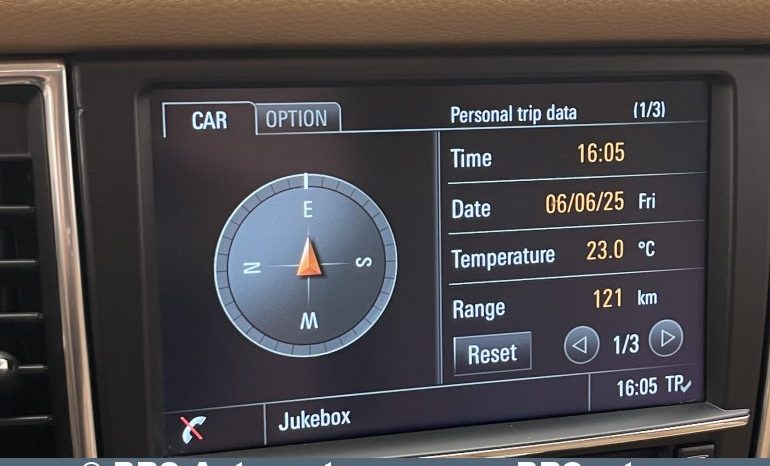 CAR OPTION Personal trip data (1/3)
Time 16:05
Date 06/06/25 Fri
Temperature 23.0 °C
Range 121 km
Reset 1/3
E
N S
W
Jukebox 16:05 TP